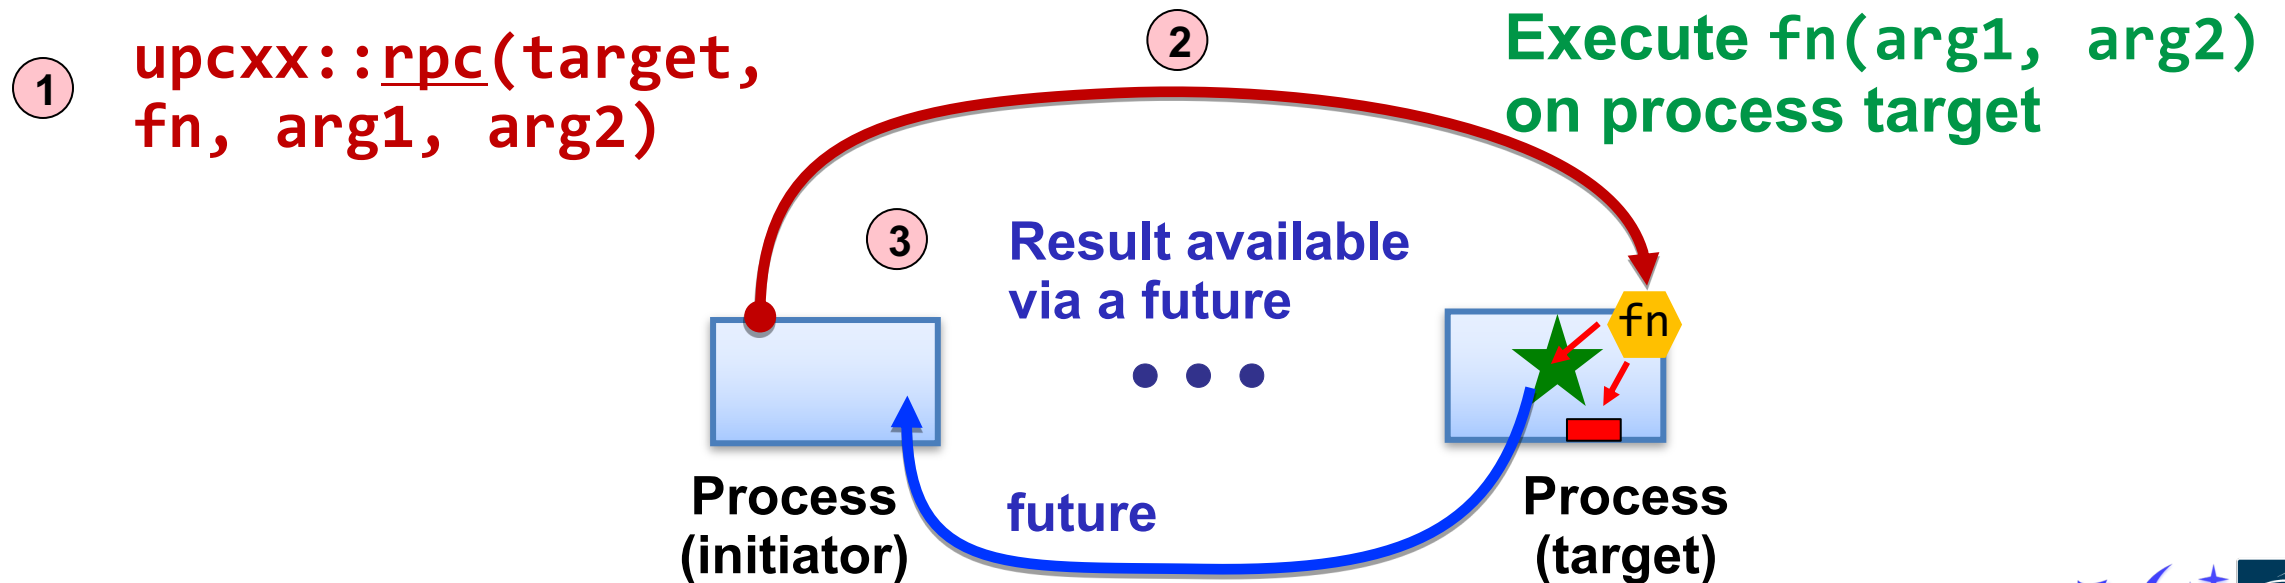 1
upcxx::rpc(target,
fn, arg1, arg2)
2
Execute fn(arg1, arg2)
on process target
3
Result available
via a future
fn
Process
(initiator)
future
Process
(target)